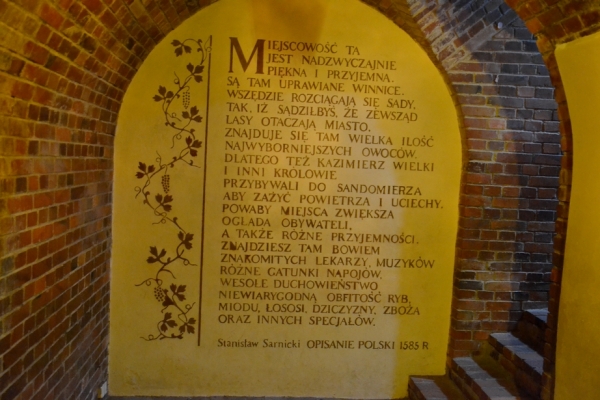 MIEJSCOWOŚĆ TA
JEST NADZWYCZAJNIE
PIĘKNA I PRZYJEMNA.
SĄ TAM UPRAWIANE WINNICE.
WSZĘDZIE ROZCIĄGAJĄ SIĘ SADY,
TAK, IŻ SĄDZIŁBYŚ, ŻE ZEWSZĄD
LASY OTACZAJĄ MIASTO.
ZNAJDUJE SIĘ TAM WIELKA ILOŚĆ
NAJWYBORNIEJSZYCH OWOCÓW.
DLATEGO TEŻ KAZIMIERZ WIELKI
I INNI KRÓLOWIE
PRZYBYWALI DO SANDOMIERZA
ABY ZAŻYĆ POWIETRZA I UCIECHY.
POWABY MIEJSCA ZWIĘKSZA
OGŁADA OBYWATELI,
A TAKŻE RÓŻNE PRZYJEMNOŚCI.
ZNAJDZIESZ TAM BOWIEM
ZNAKOMITYCH LEKARZY, MUZYKÓW
RÓŻNE GATUNKI NAPOJÓW,
WESOŁE DUCHOWIEŃSTWO,
NIEWIARYGODNĄ OBFITOŚĆ RYB,
MIODU, ŁOSOSI, DZICZYZNY, ZBOŻA
ORAZ INNYCH SPECJAŁÓW.
Stanisław Sarnicki OPISANIE POLSKI 1585 R